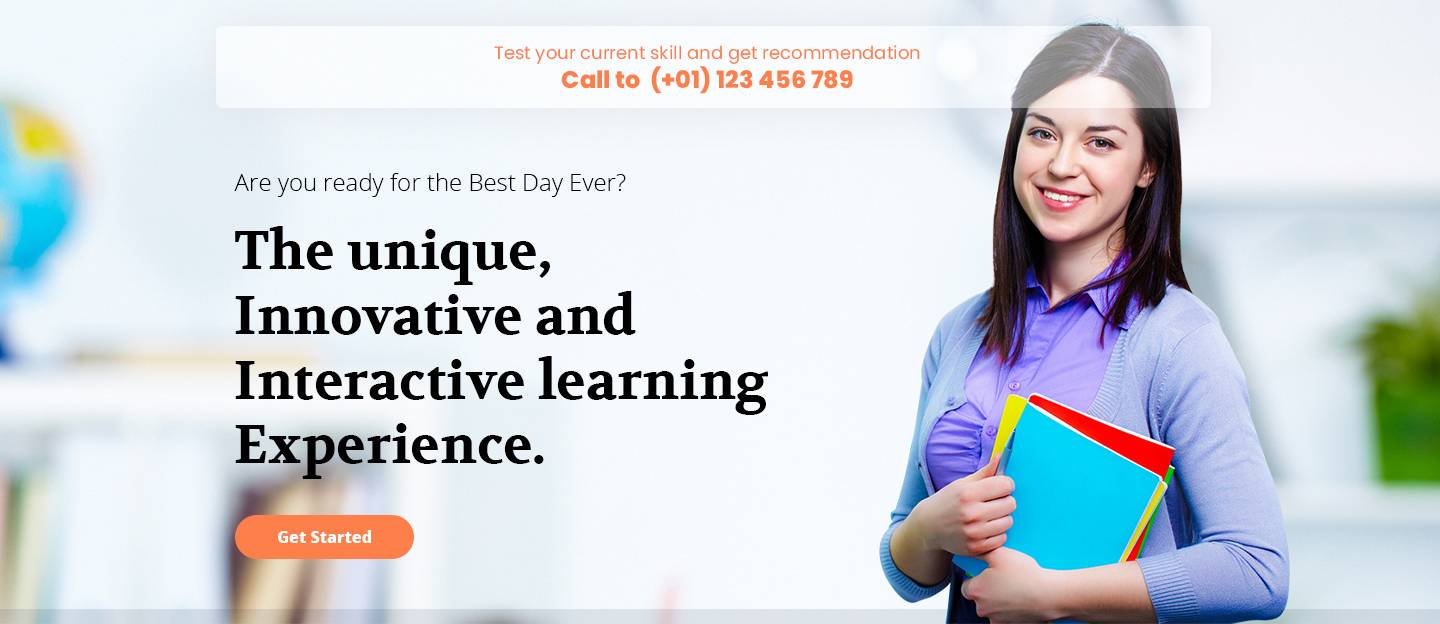 Test your current skill and get recommendation
Call to (+01) 123 456 789
Are you ready for the Best Day Ever?
The unique,
Innovative and
Interactive learning
Experience.
Get Started